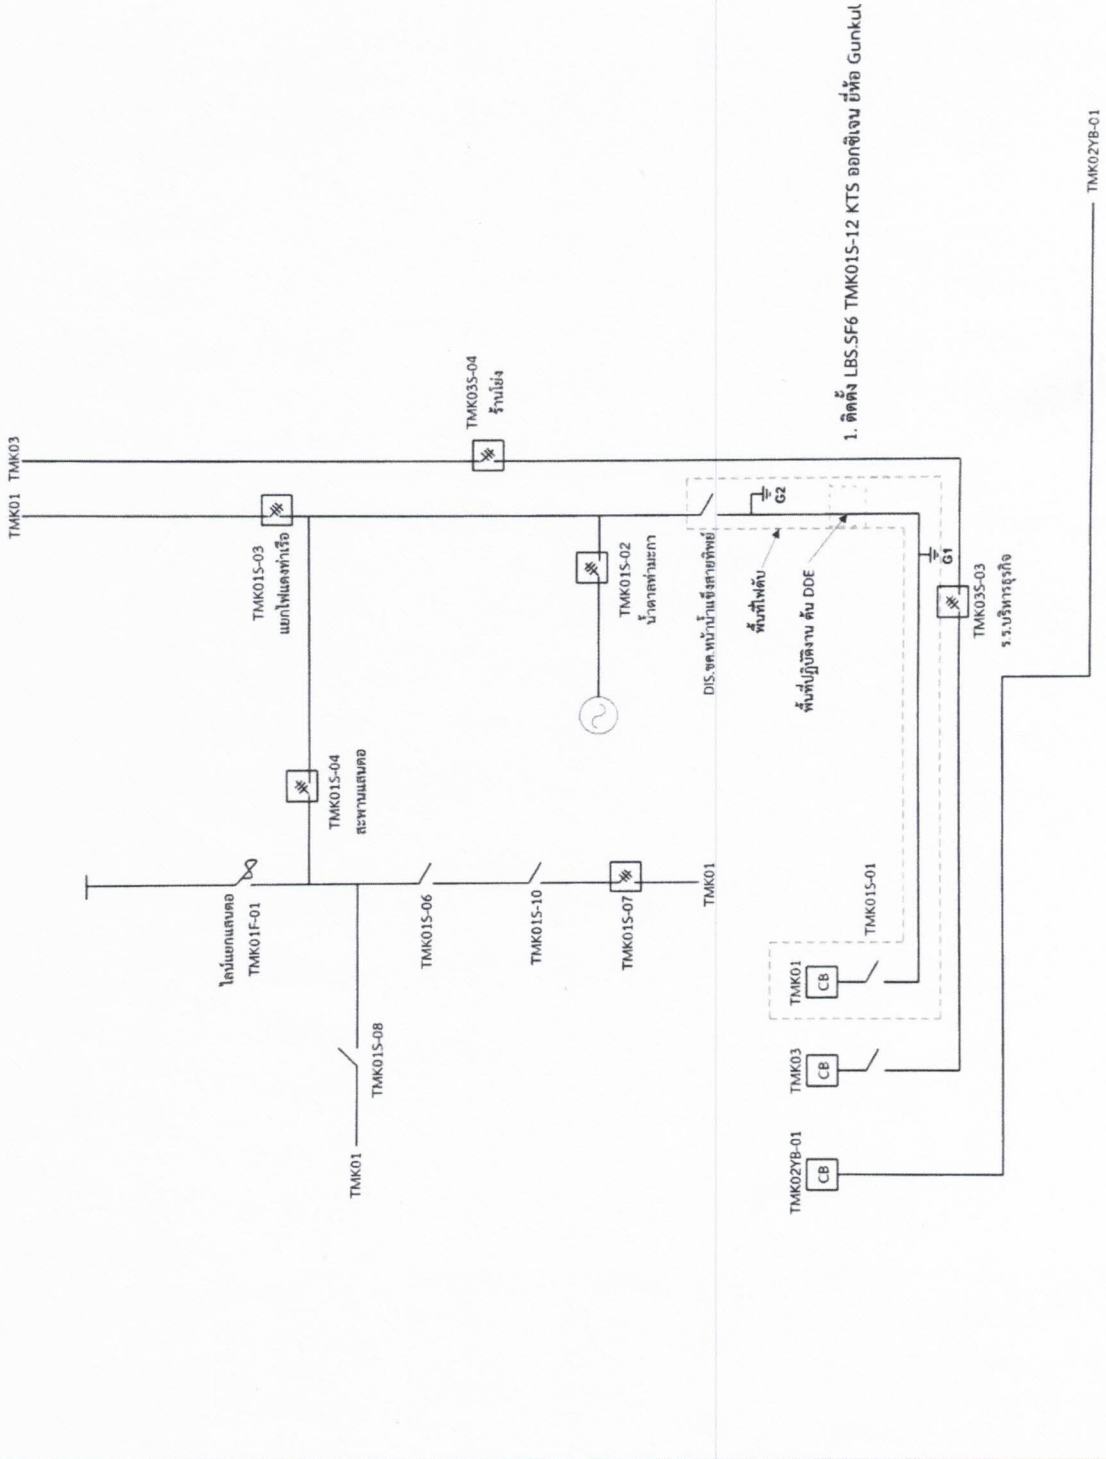 TMK01
TMK03
TMK03S-04
ร้านโย่ง
TMK01S-03
แยกไฟแดงท่าเรือ
TMK01S-02
น้ำตาลท่ามะกา
TMK01S-04
สะพานแสนตอ
ไลน์แยกแสนตอ
TMK01F-01
TMK01S-06
TMK01S-10
TMK01S-07
TMK01
TMK01S-08
TMK01
DIS.ขต.หน้าน้ำแข็งสายทิพย์
G2
พื้นที่ไฟดับ
พื้นที่ปฏิบัติงาน ต้น DDE
G1
1. ติดตั้ง LBS.SF6 TMK01S-12 KTS ออกซิเจน ยี่ห้อ Gunkul
TMK03S-03
ร.ร.บริหารธุรกิจ
TMK01S-01
TMK01
CB
TMK03
CB
TMK02YB-01
CB
TMK02YB-01